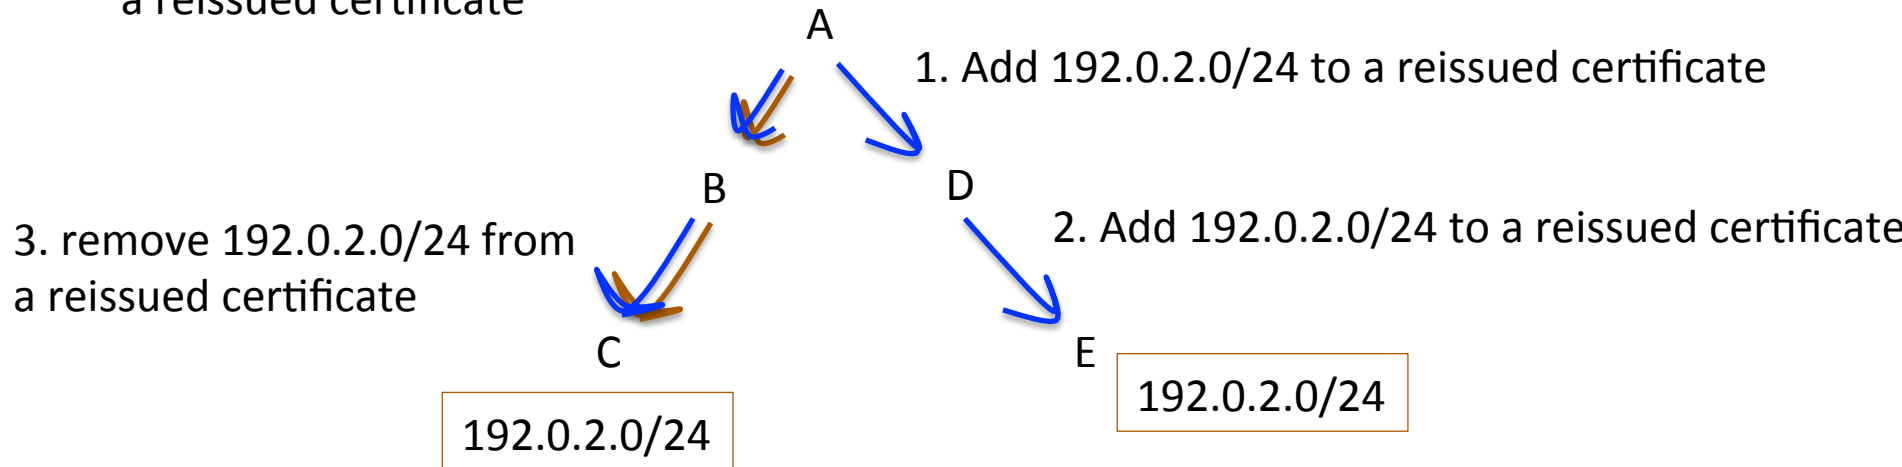 a reissued certificate
A
1. Add 192.0.2.0/24 to a reissued certificate
B
D
3. remove 192.0.2.0/24 from
a reissued certificate
2. Add 192.0.2.0/24 to a reissued certificate
C
E
192.0.2.0/24
192.0.2.0/24